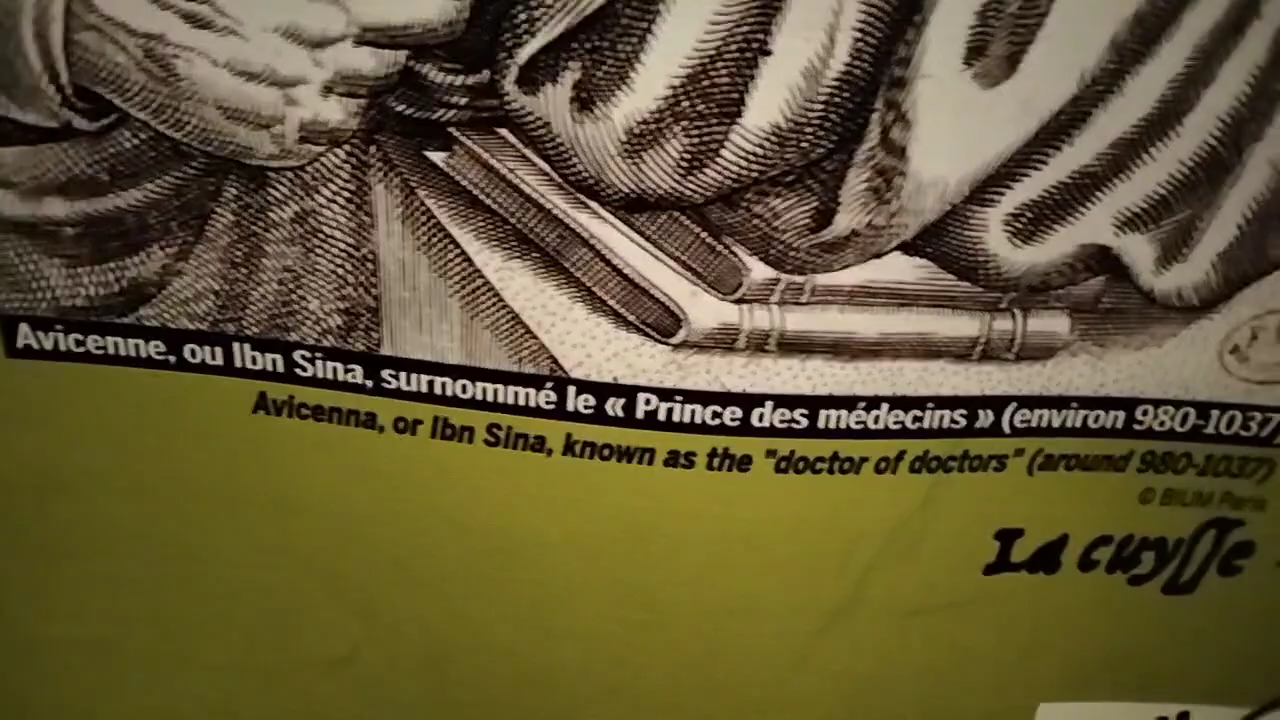 Avicenne, ou Ibn Sina, surnommé le « Prince des médecins » (environ 980-1037
Avicenna, or Ibn Sina, known as the "doctor of doctors" (around 980-1037)
© BIUM Paris
La cuyſſe